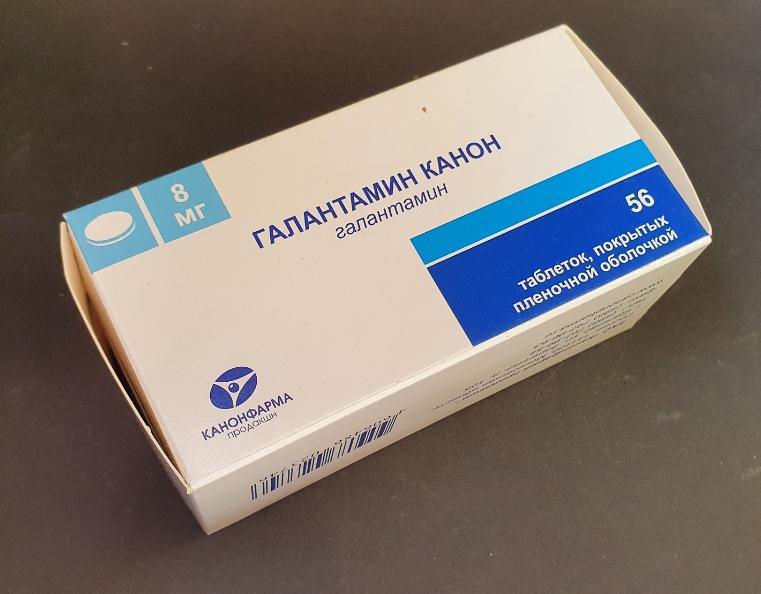 8
МГ
ГАЛАНТАМИН КАНОН
галантамин
56
таблеток, покрытых
пленочной оболочкой
КАНОНФАРМА
продакшн